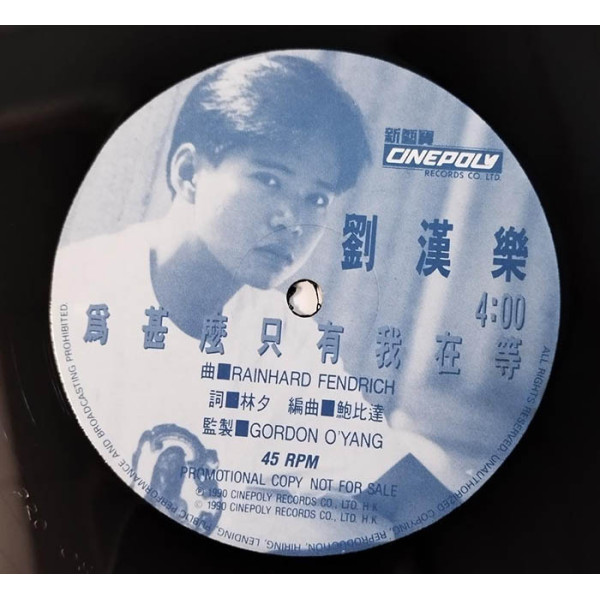 新藝寶
CINEPOLY
RECORDS CO. LTD.
劉漢樂
4:00
為甚麼只有我在等
曲■RAINHARD FENDRICH
詞■林夕 編曲■鮑比達
監製■GORDON O'YANG
45 RPM
PROMOTIONAL COPY NOT FOR SALE
℗ 1990 CINEPOLY RECORDS CO., LTD. H.K
© 1990 CINEPOLY RECORDS CO., LTD. H.K
ALL RIGHTS RESERVED. UNAUTHORIZED COPYING, REPRODUCTION, HIRING, LENDING, PUBLIC PERFORMANCE AND BROADCASTING PROHIBITED.